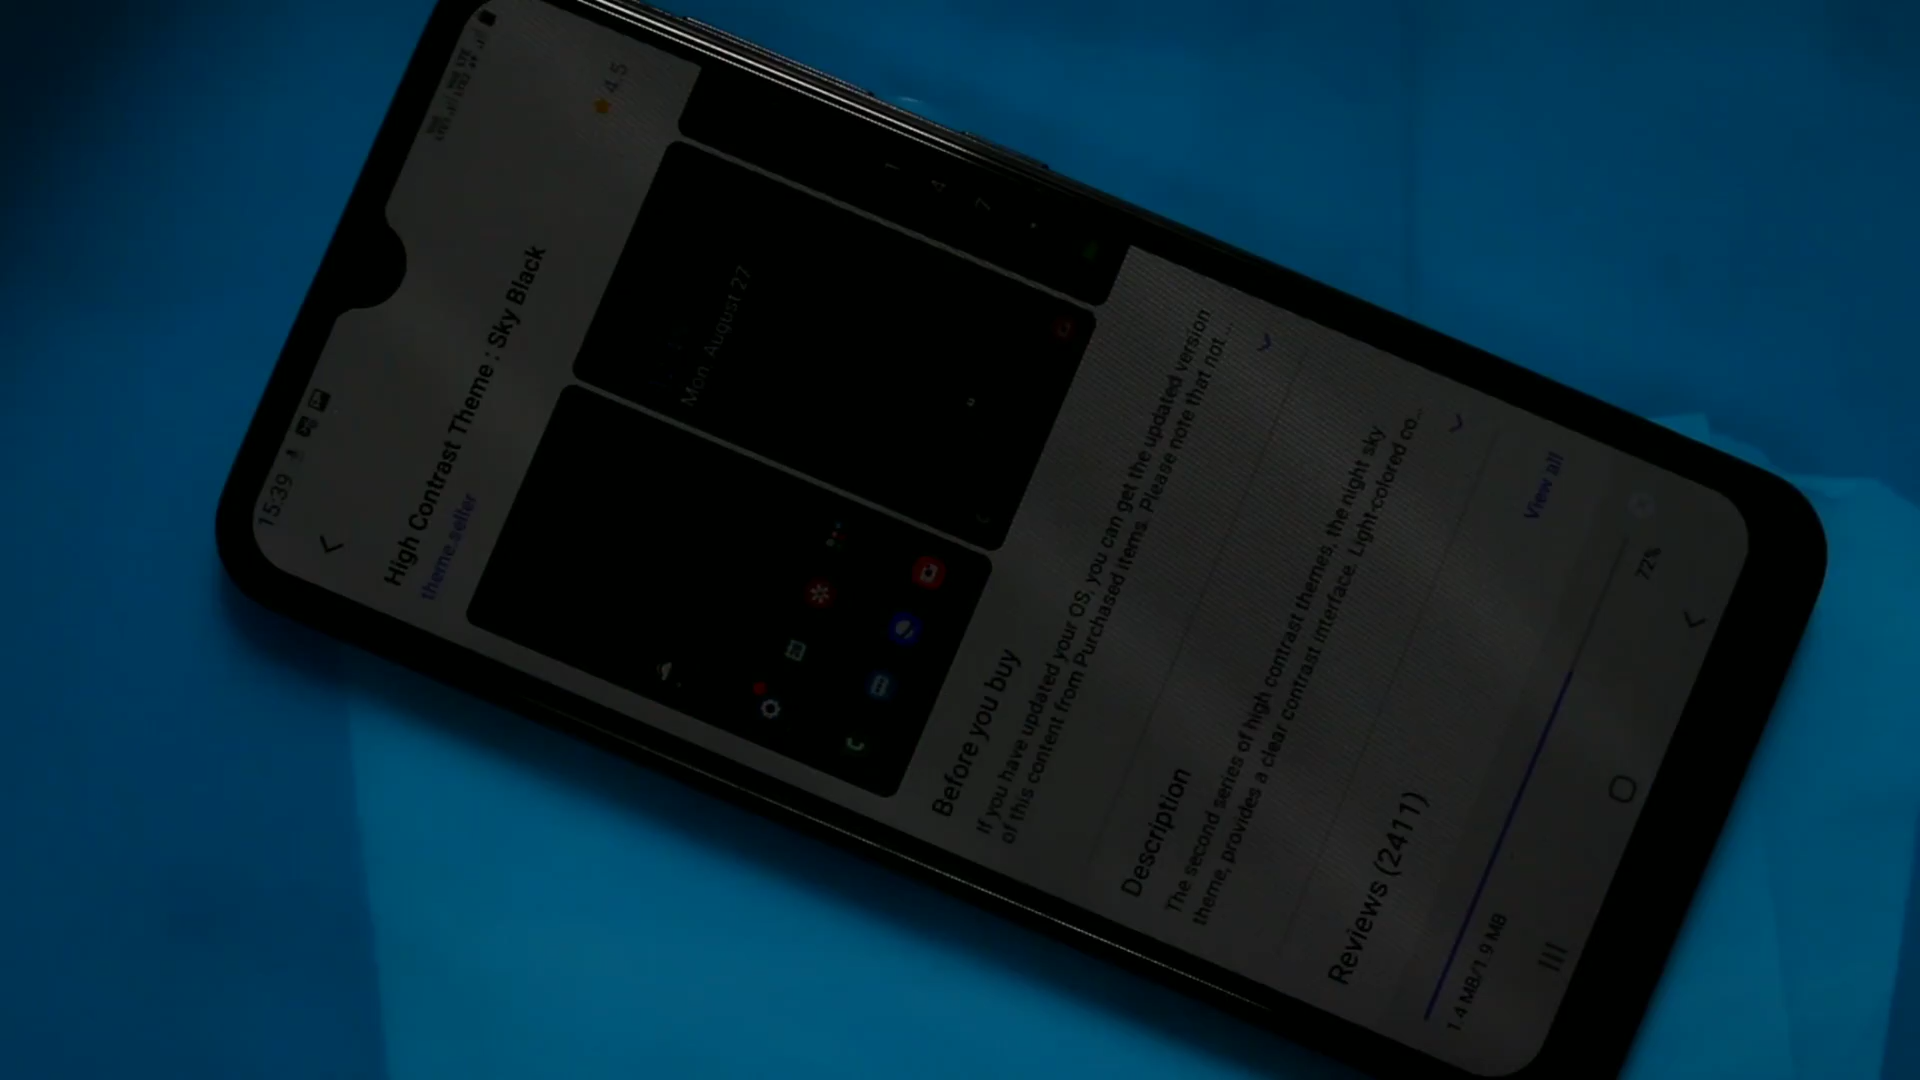 15:39
High Contrast Theme : Sky Black
theme.seller
4.5
Mon, August 27
1
4
7
Before you buy
If you have updated your OS, you can get the updated version
of this content from Purchased items. Please note that not ...
Description
The second series of high contrast themes, the night sky
theme, provides a clear contrast interface. Light-colored co...
Reviews (2411)
View all
1.4 MB/1.9 MB
72%